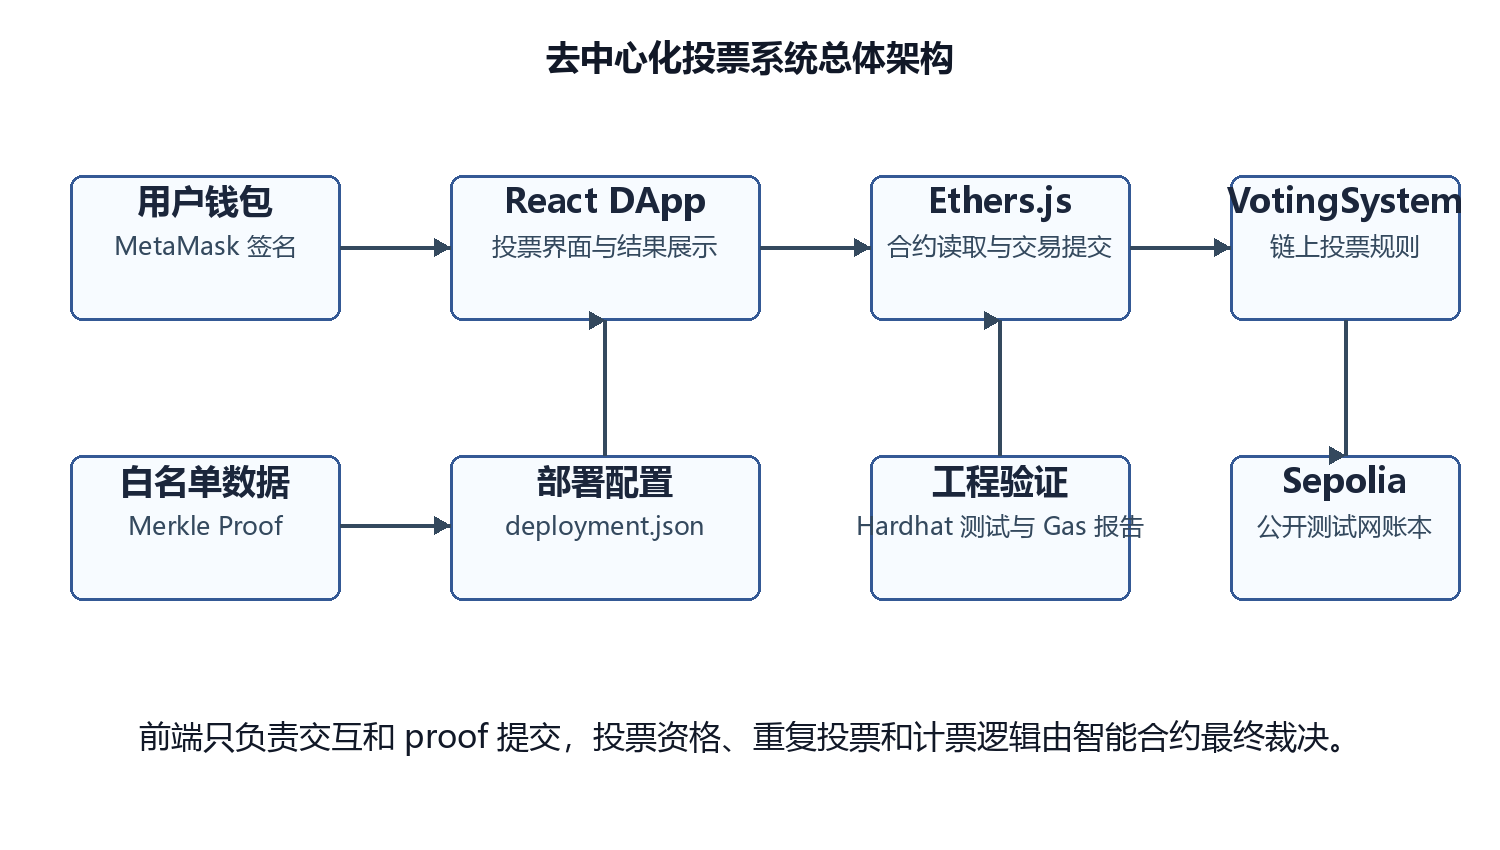 去中心化投票系统总体架构
用户钱包
MetaMask 签名
React DApp
投票界面与结果展示
Ethers.js
合约读取与交易提交
VotingSystem
链上投票规则
白名单数据
Merkle Proof
部署配置
deployment.json
工程验证
Hardhat 测试与 Gas 报告
Sepolia
公开测试网账本
前端只负责交互和 proof 提交，投票资格、重复投票和计票逻辑由智能合约最终裁决。